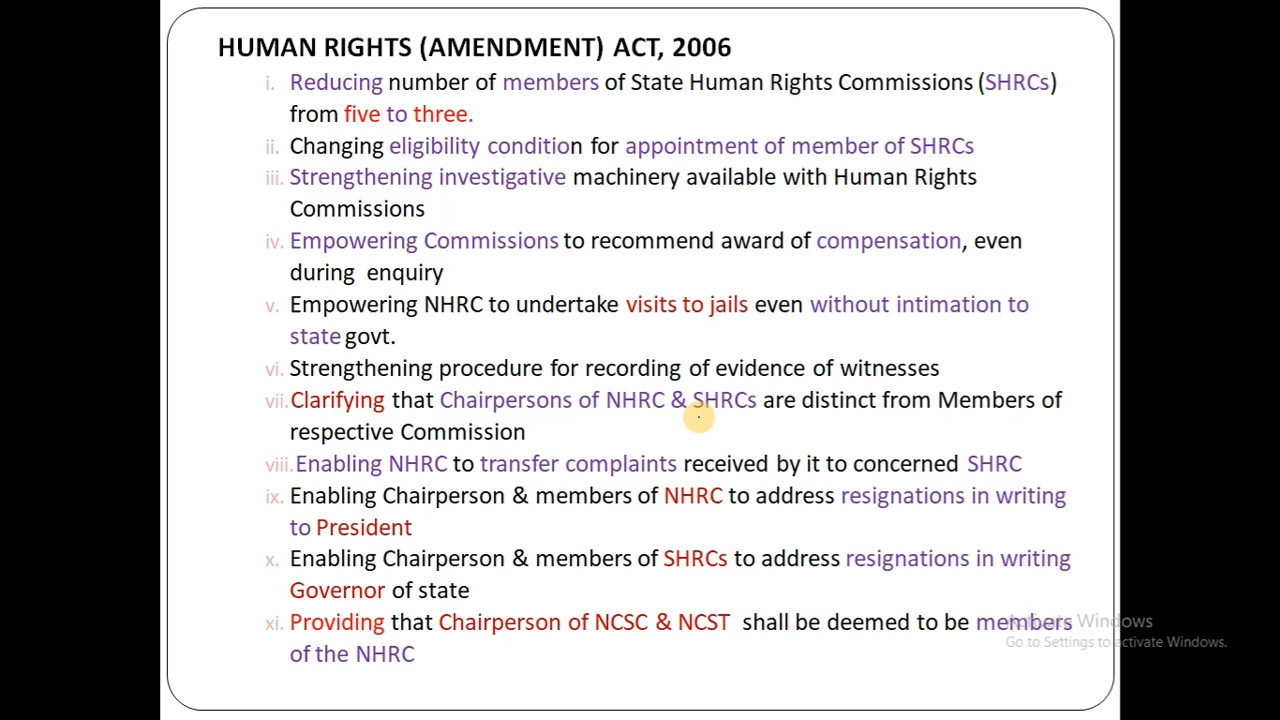 HUMAN RIGHTS (AMENDMENT) ACT, 2006
i. Reducing number of members of State Human Rights Commissions (SHRCs)
from five to three.
ii. Changing eligibility condition for appointment of member of SHRCs
iii. Strengthening investigative machinery available with Human Rights
Commissions
iv. Empowering Commissions to recommend award of compensation, even
during enquiry
v. Empowering NHRC to undertake visits to jails even without intimation to
state govt.
vi. Strengthening procedure for recording of evidence of witnesses
vii. Clarifying that Chairpersons of NHRC & SHRCs are distinct from Members of
respective Commission
viii. Enabling NHRC to transfer complaints received by it to concerned SHRC
ix. Enabling Chairperson & members of NHRC to address resignations in writing
to President
x. Enabling Chairperson & members of SHRCs to address resignations in writing
Governor of state
xi. Providing that Chairperson of NCSC & NCST shall be deemed to be members
of the NHRC
Activate Windows
Go to Settings to activate Windows.